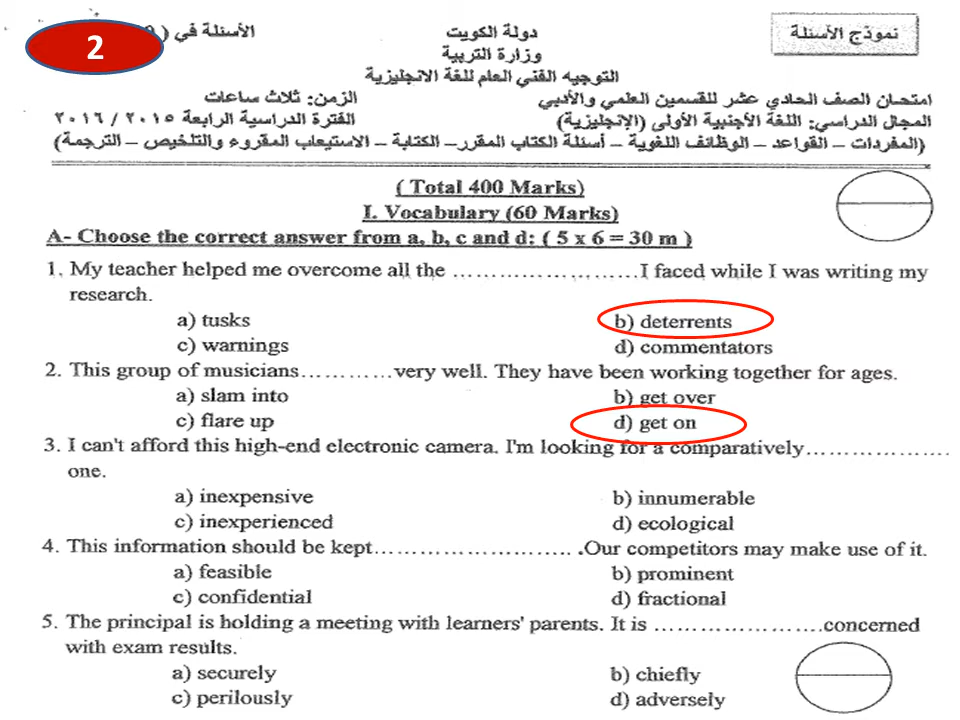 2
الأسئلة في (
دولة الكويت
نموذج الأسئلة
وزارة التربية
التوجيه الفني العام للغة الانجليزية
امتحان الصف الحادي عشر للقسمين العلمي والأدبي
الزمن: ثلاث ساعات
المجال الدراسي: اللغة الأجنبية الأولى (الإنجليزية)
الفترة الدراسية الرابعة ٢٠١٥ / ٢٠١٦
(المفردات – القواعد – الوظائف اللغوية – أسئلة الكتاب المقرر – الكتابة – الاستيعاب المقروء والتلخيص – الترجمة)
( Total 400 Marks)
I. Vocabulary (60 Marks)
A- Choose the correct answer from a, b, c and d: ( 5 x 6 = 30 m )
1. My teacher helped me overcome all the ........................I faced while I was writing my
research.
a) tusks b) deterrents
c) warnings d) commentators
2. This group of musicians............very well. They have been working together for ages.
a) slam into b) get over
c) flare up d) get on
3. I can't afford this high-end electronic camera. I'm looking for a comparatively...................
one.
a) inexpensive b) innumerable
c) inexperienced d) ecological
4. This information should be kept.......................... .Our competitors may make use of it.
a) feasible b) prominent
c) confidential d) fractional
5. The principal is holding a meeting with learners' parents. It is ......................concerned
with exam results.
a) securely b) chiefly
c) perilously d) adversely